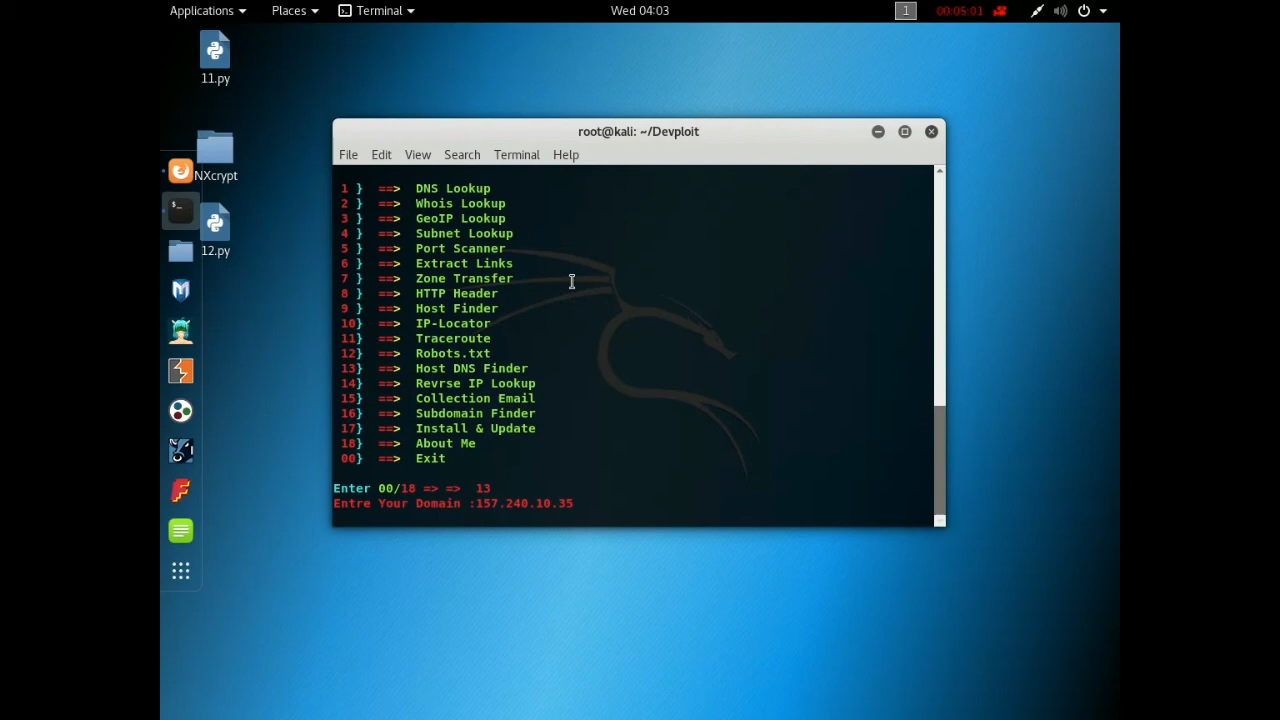 Applications Places Terminal Wed 04:03 1 00:05:01
11.py
NXcrypt
12.py
root@kali: ~/Devploit
File Edit View Search Terminal Help
1 } ==> DNS Lookup
2 } ==> Whois Lookup
3 } ==> GeoIP Lookup
4 } ==> Subnet Lookup
5 } ==> Port Scanner
6 } ==> Extract Links
7 } ==> Zone Transfer
8 } ==> HTTP Header
9 } ==> Host Finder
10} ==> IP-Locator
11} ==> Traceroute
12} ==> Robots.txt
13} ==> Host DNS Finder
14} ==> Revrse IP Lookup
15} ==> Collection Email
16} ==> Subdomain Finder
17} ==> Install & Update
18} ==> About Me
00} ==> Exit
Enter 00/18 => => 13
Entre Your Domain :157.240.10.35